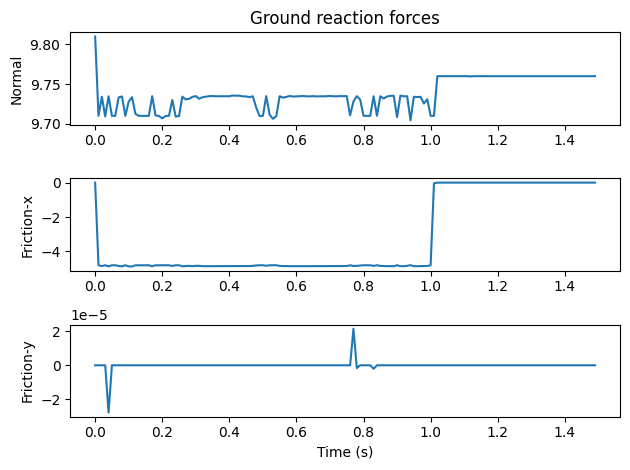 Ground reaction forces
Normal
9.80
9.75
9.70
0.0 0.2 0.4 0.6 0.8 1.0 1.2 1.4
Friction-x
0
−2
−4
0.0 0.2 0.4 0.6 0.8 1.0 1.2 1.4
1e−5
Friction-y
2
0
−2
0.0 0.2 0.4 0.6 0.8 1.0 1.2 1.4
Time (s)